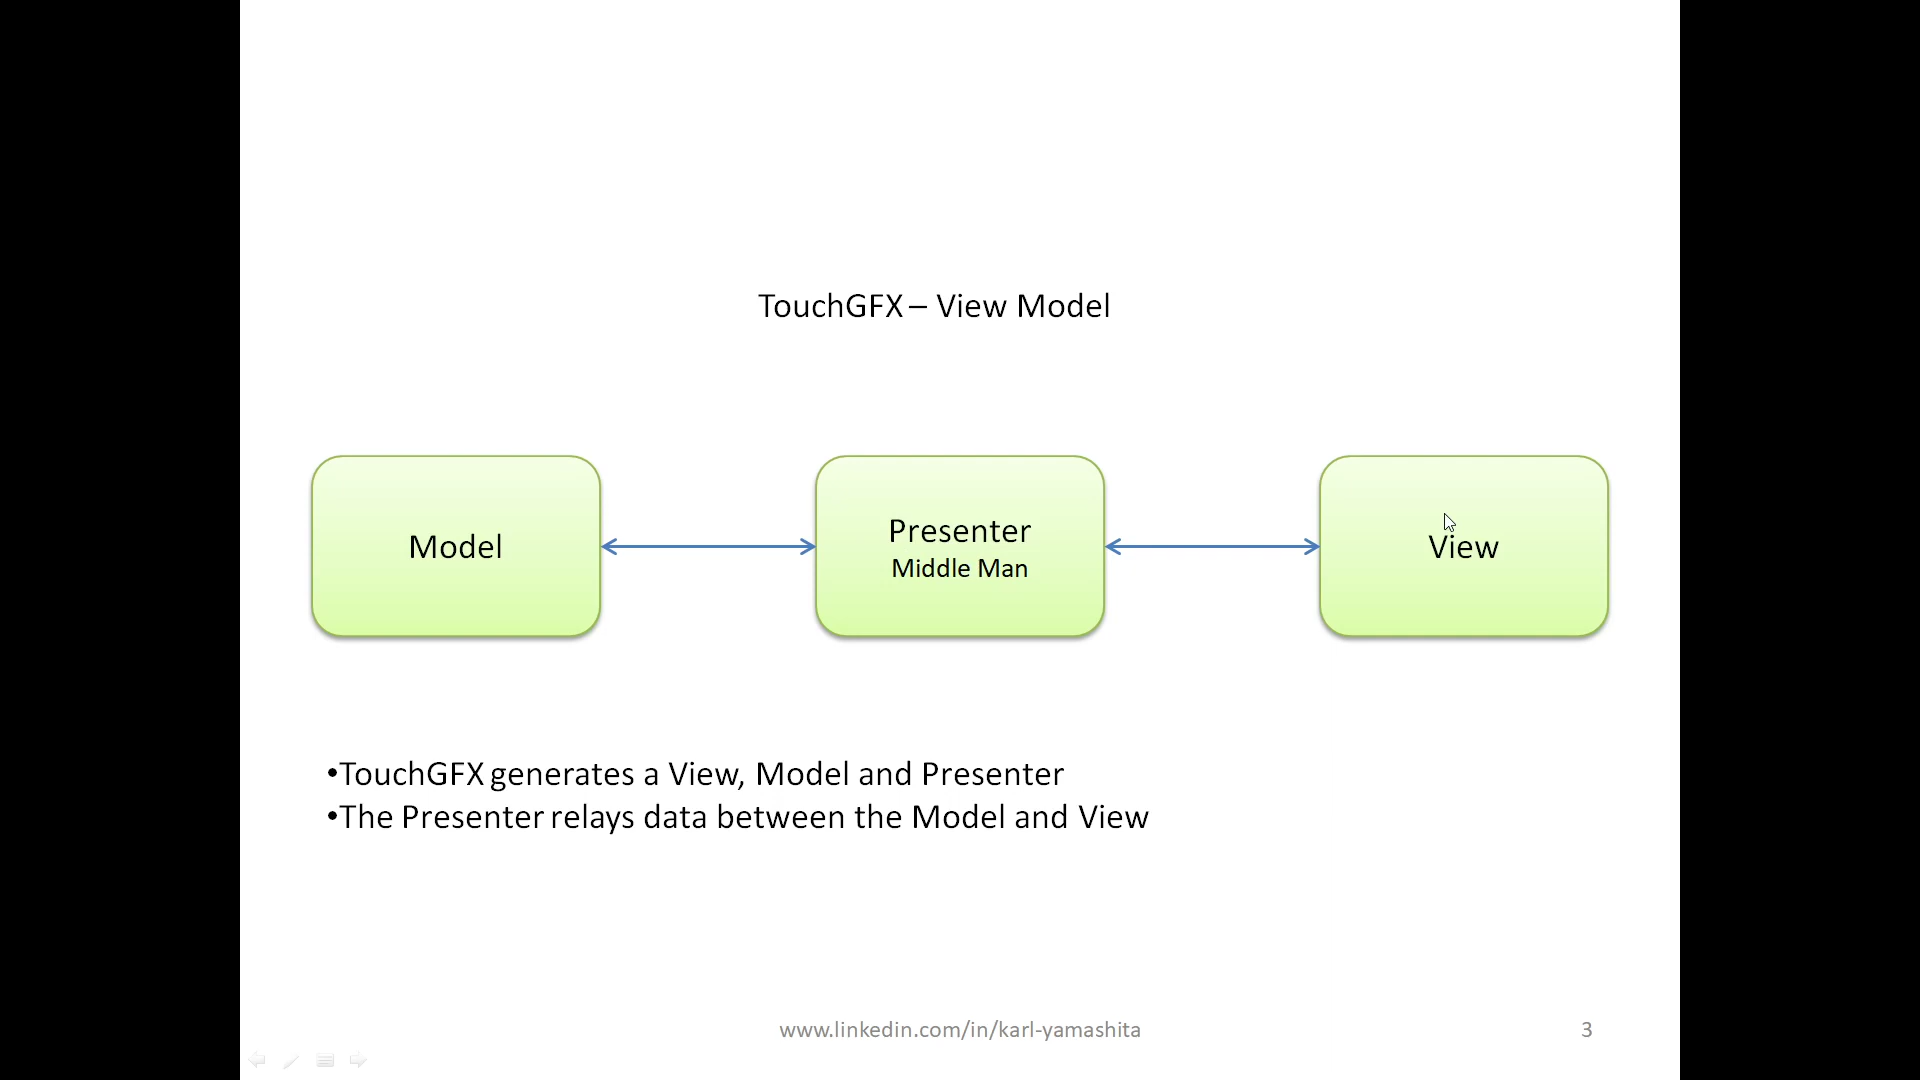 TouchGFX – View Model
Model
Presenter
Middle Man
View
•TouchGFX generates a View, Model and Presenter
•The Presenter relays data between the Model and View
www.linkedin.com/in/karl-yamashita
3